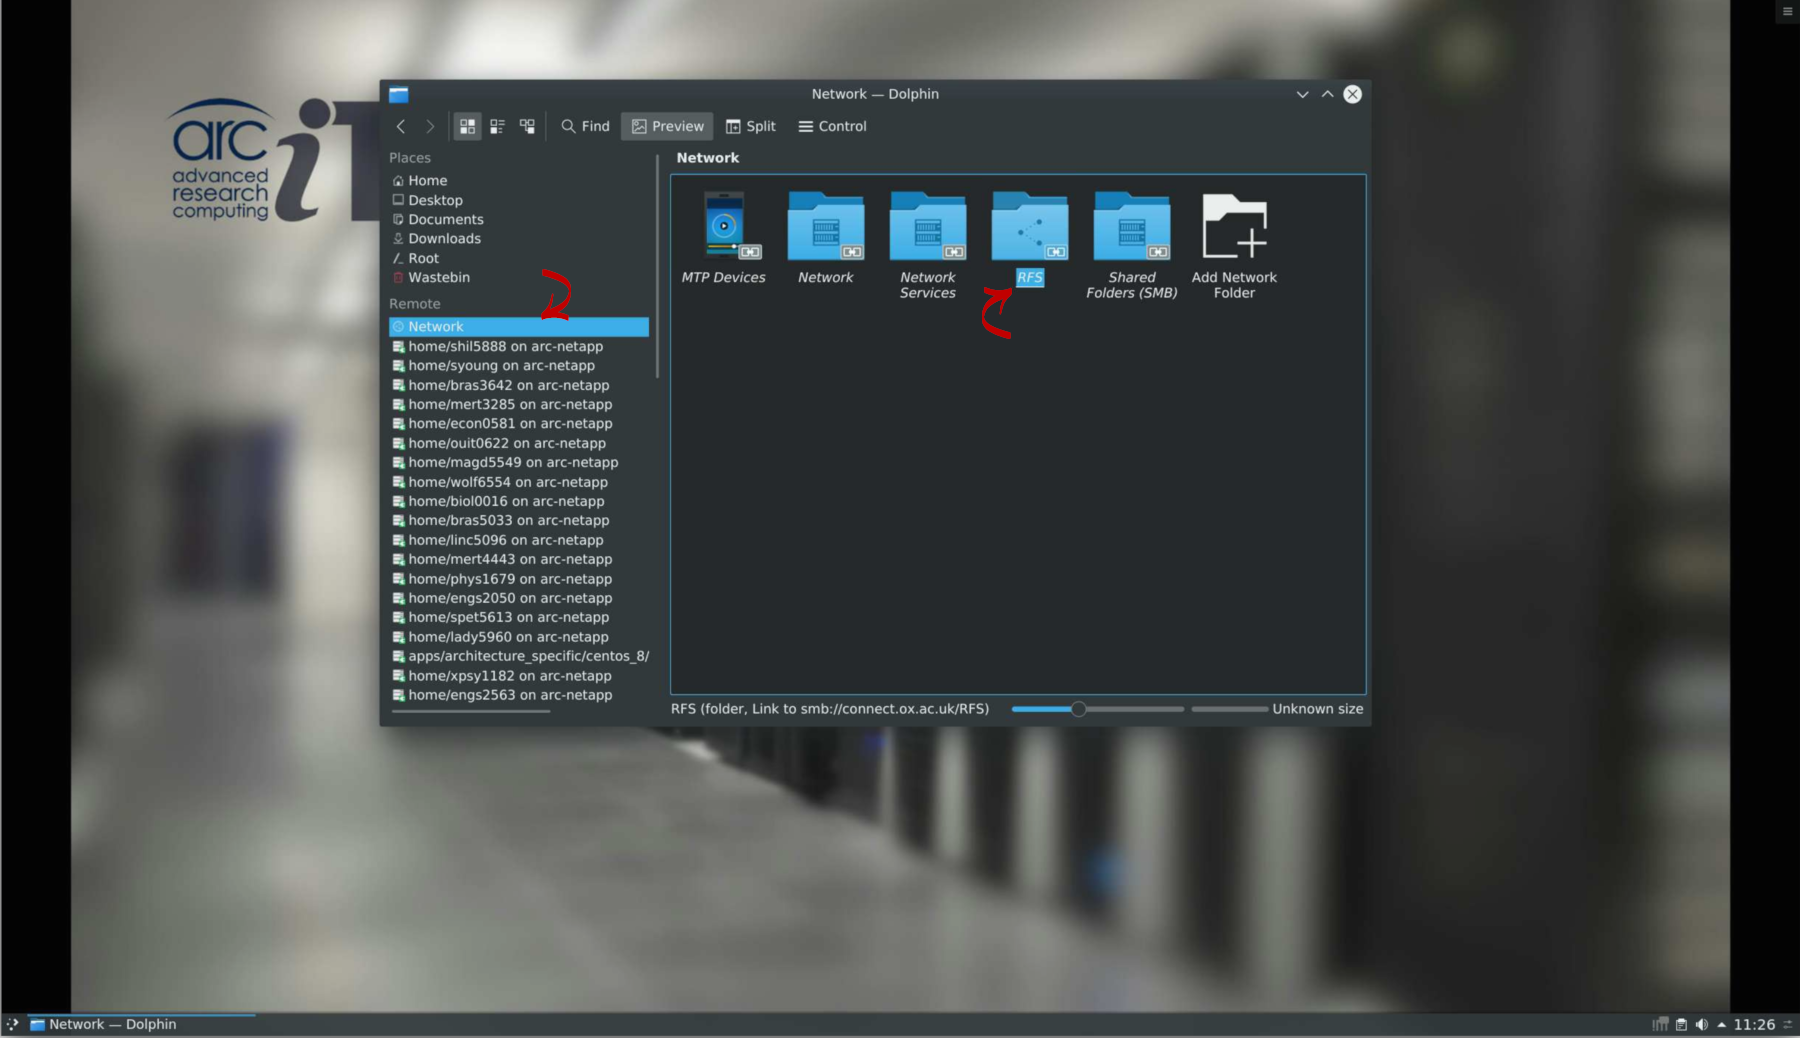 arc
iT
advanced
research
computing
Network — Dolphin
Find
Preview
Split
Control
Places
Home
Desktop
Documents
Downloads
Root
Wastebin
Remote
Network
home/shil5888 on arc-netapp
home/syoung on arc-netapp
home/bras3642 on arc-netapp
home/mert3285 on arc-netapp
home/econ0581 on arc-netapp
home/ouit0622 on arc-netapp
home/magd5549 on arc-netapp
home/wolf6554 on arc-netapp
home/biol0016 on arc-netapp
home/bras5033 on arc-netapp
home/linc5096 on arc-netapp
home/mert4443 on arc-netapp
home/phys1679 on arc-netapp
home/engs2050 on arc-netapp
home/spet5613 on arc-netapp
home/lady5960 on arc-netapp
apps/architecture_specific/centos_8/
home/xpsy1182 on arc-netapp
home/engs2563 on arc-netapp
Network
MTP Devices
Network
Network
Services
RFS
Shared
Folders (SMB)
Add Network
Folder
RFS (folder, Link to smb://connect.ox.ac.uk/RFS)
Unknown size
Network — Dolphin
11:26